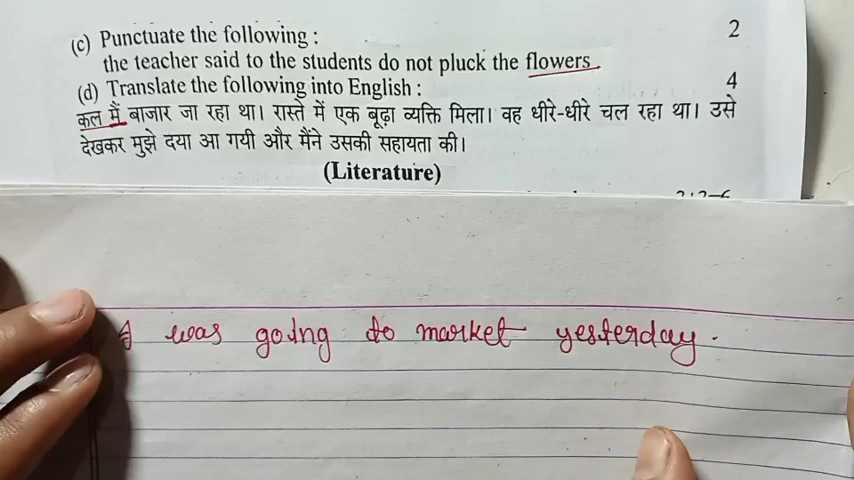 (c) Punctuate the following : 2
the teacher said to the students do not pluck the flowers
(d) Translate the following into English : 4
कल मैं बाजार जा रहा था। रास्ते में एक बूढ़ा व्यक्ति मिला। वह धीरे-धीरे चल रहा था। उसे
देखकर मुझे दया आ गयी और मैंने उसकी सहायता की।
(Literature)
I was going to market yesterday.